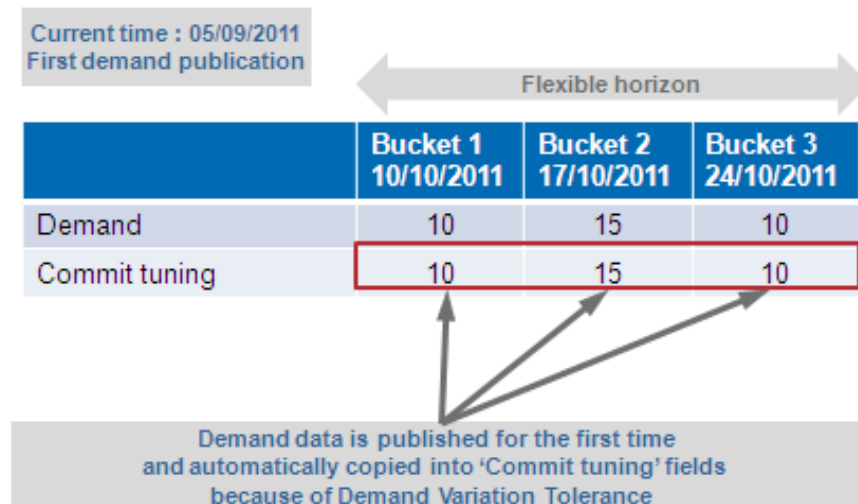 Current time : 05/09/2011
First demand publication
Flexible horizon
Bucket 1 Bucket 2 Bucket 3
10/10/2011 17/10/2011 24/10/2011
Demand 10 15 10
Commit tuning 10 15 10
Demand data is published for the first time
and automatically copied into 'Commit tuning' fields
because of Demand Variation Tolerance